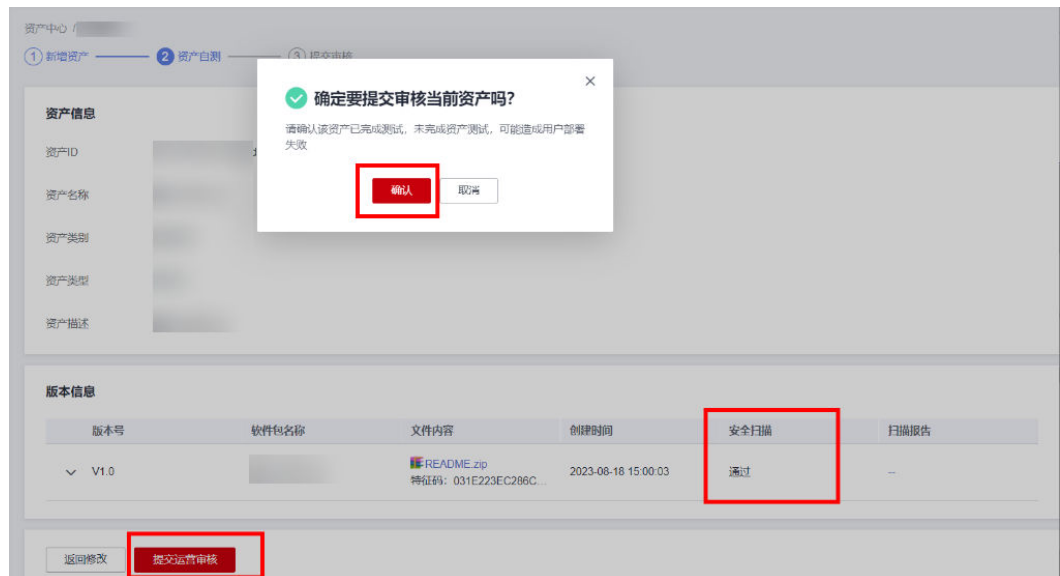 资产中心 /
1 新增资产 2 资产自测 3 提交审核
确定要提交审核当前资产吗?
请确认该资产已完成测试, 未完成资产测试, 可能造成用户部署
失败
确认 取消
资产信息
资产ID
资产名称
资产类别
资产类型
资产描述
版本信息
版本号 软件包名称 文件内容 创建时间 安全扫描 扫描报告
V1.0 README.zip 2023-08-18 15:00:03 通过 --
特征码: 031E223EC286C...
返回修改 提交运营审核